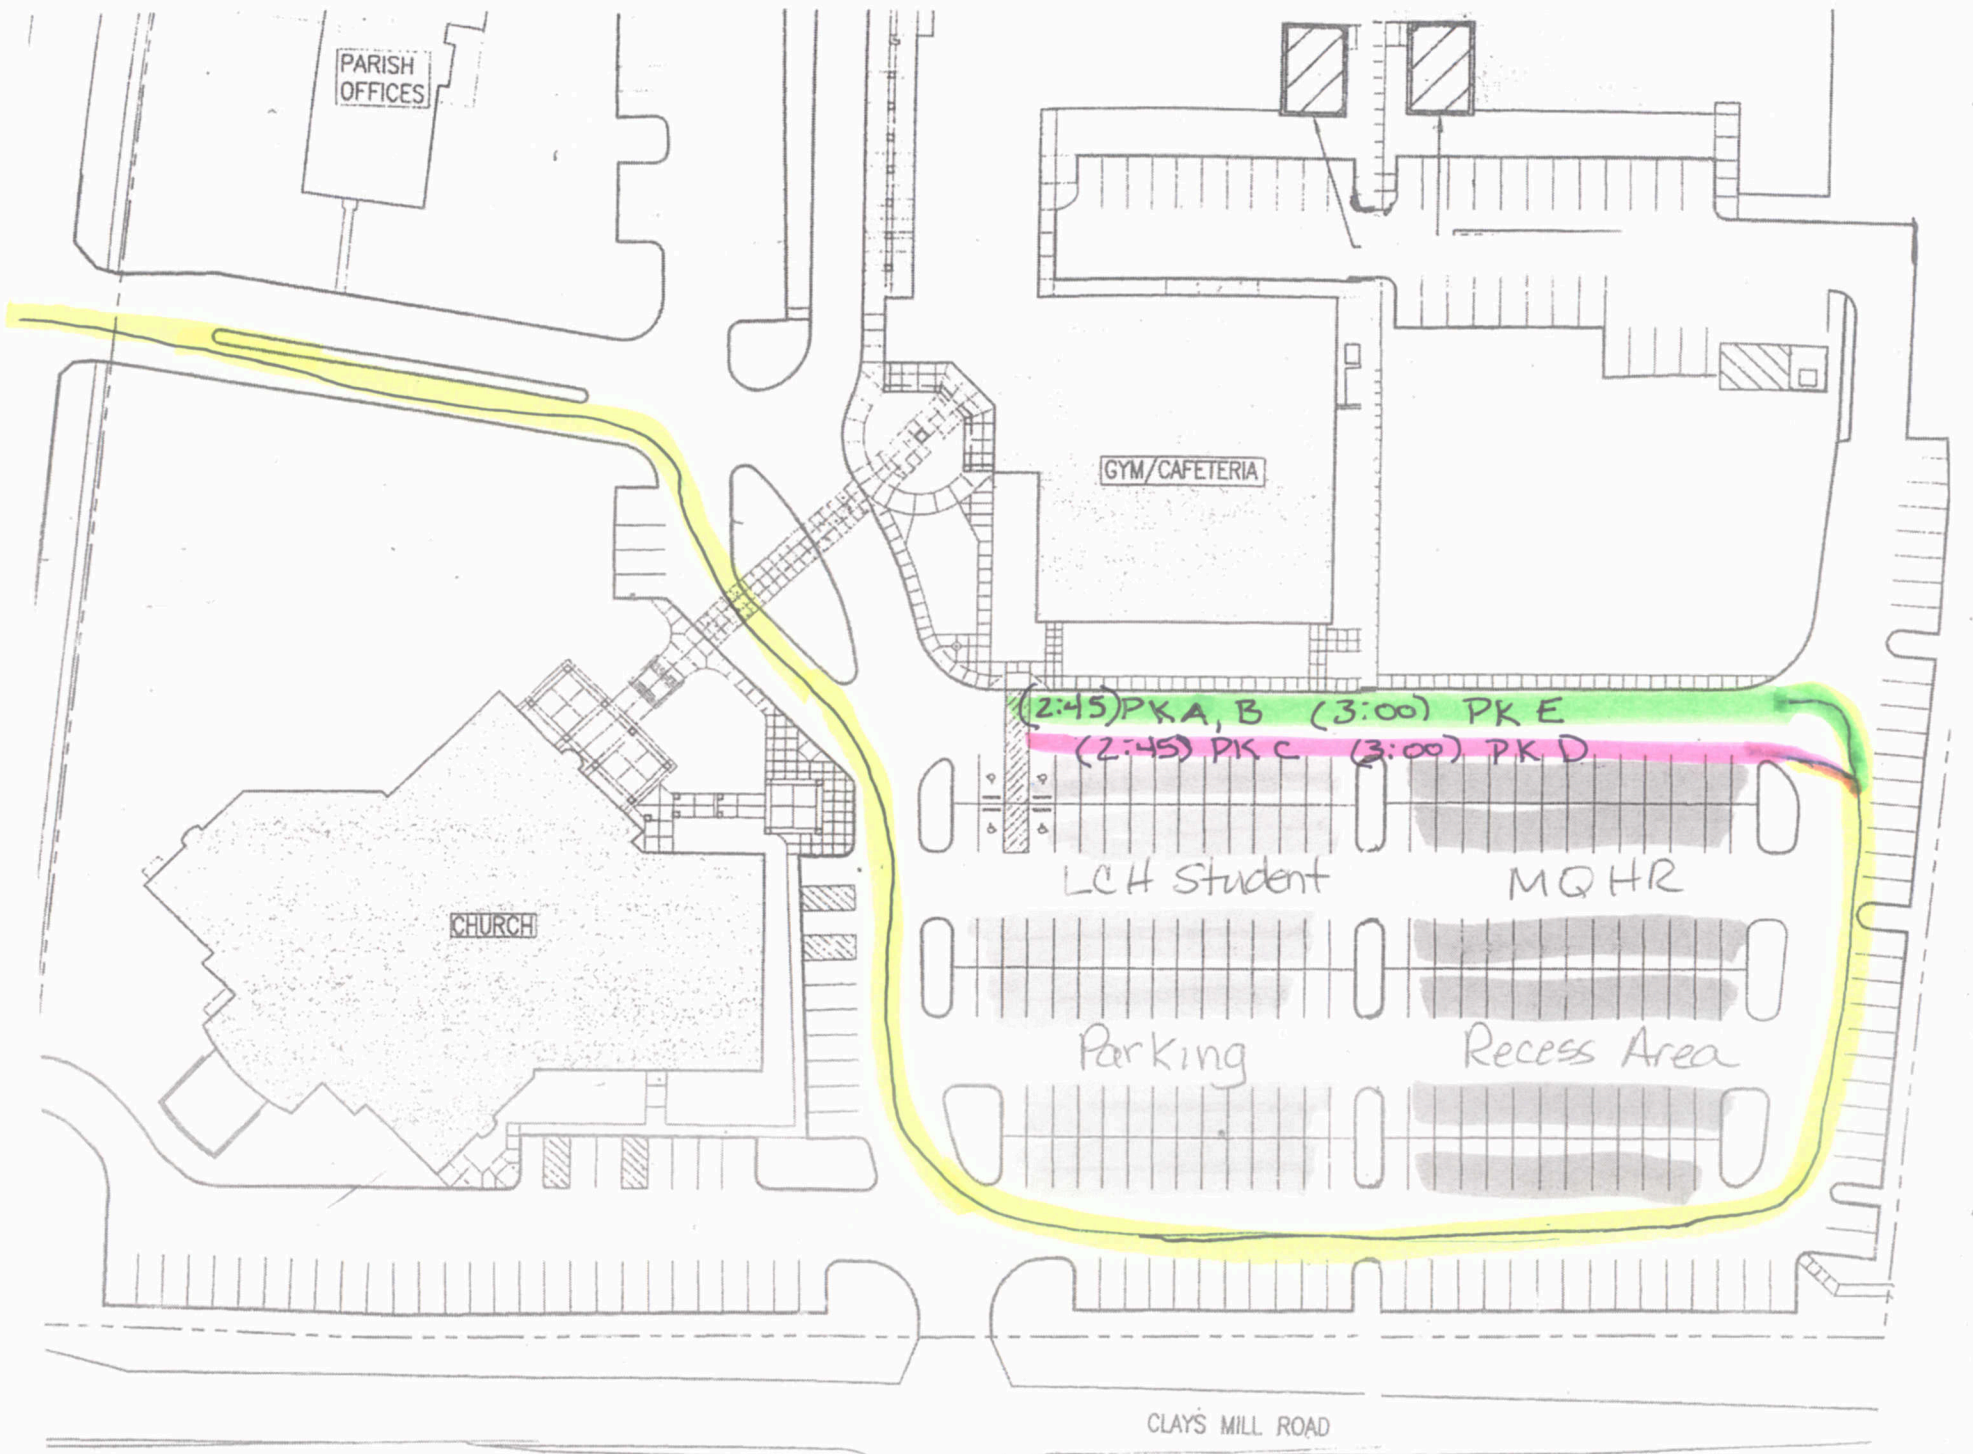 PARISH
OFFICES
GYM/CAFETERIA
(2:45) PK A, B (3:00) PK E
(2:45) PK C (3:00) PK D
LCH Student
MQHR
CHURCH
Parking
Recess Area
CLAYS MILL ROAD